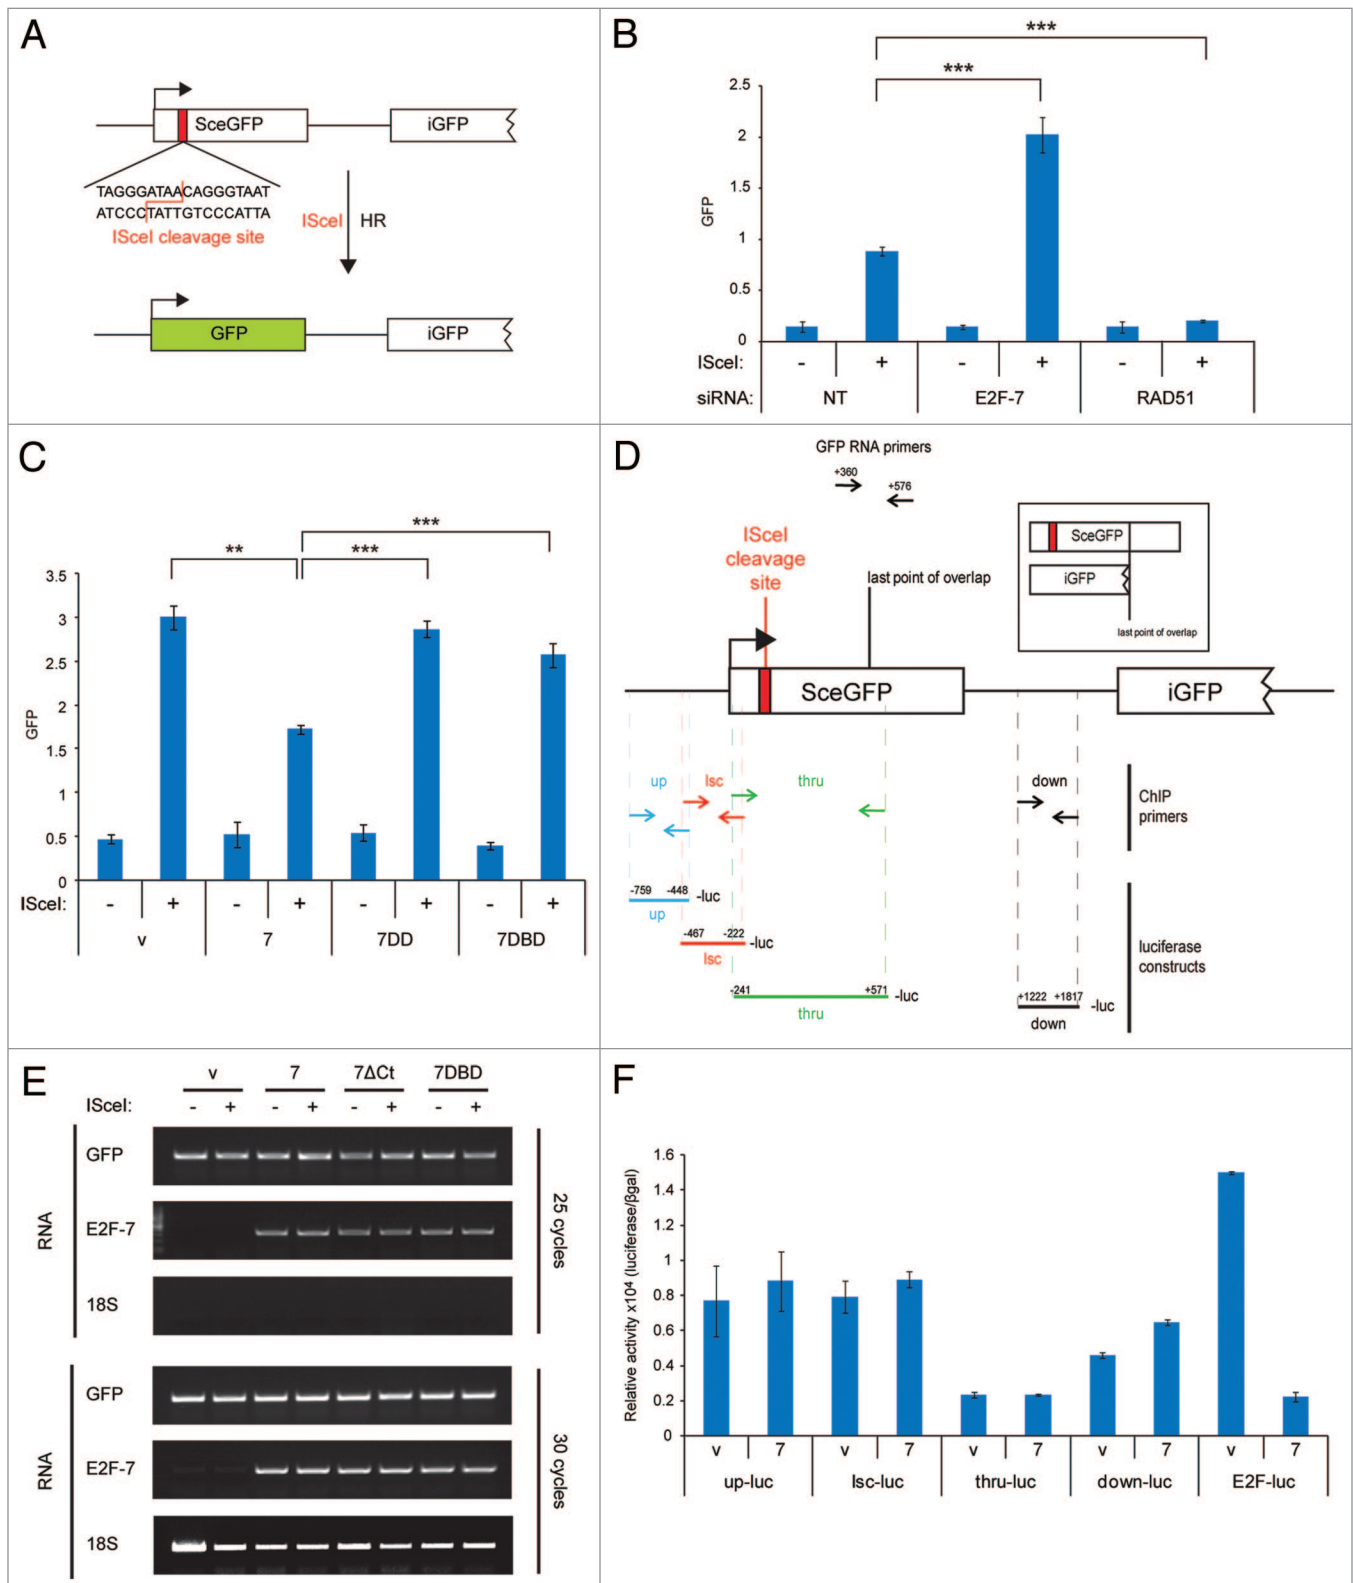 A
SceGFP
iGFP
TAGGGATAACAGGGTAAT
ATCCCTATTGTCCCATTA
IScel cleavage site
IScel
HR
GFP
iGFP
B
***
***
2.5
2
1.5
1
0.5
0
GFP
IScel:
-
+
-
+
-
+
siRNA:
NT
E2F-7
RAD51
C
***
**
***
3.5
3
2.5
2
1.5
1
0.5
0
GFP
IScel:
-
+
-
+
-
+
-
+
v
7
7DD
7DBD
D
GFP RNA primers
+360
+576
IScel
cleavage
site
last point of overlap
SceGFP
iGFP
last point of overlap
SceGFP
iGFP
up
Isc
thru
down
ChIP
primers
-759
-448
-luc
up
-467
-222
-luc
Isc
-241
+571
-luc
thru
+1222
+1817
-luc
down
luciferase
constructs
E
v
7
7ΔCt
7DBD
IScel:
-
+
-
+
-
+
-
+
RNA
GFP
E2F-7
18S
25 cycles
RNA
GFP
E2F-7
18S
30 cycles
F
Relative activity x10⁴ (luciferase/βgal)
1.6
1.4
1.2
1
0.8
0.6
0.4
0.2
0
v
7
v
7
v
7
v
7
v
7
up-luc
Isc-luc
thru-luc
down-luc
E2F-luc